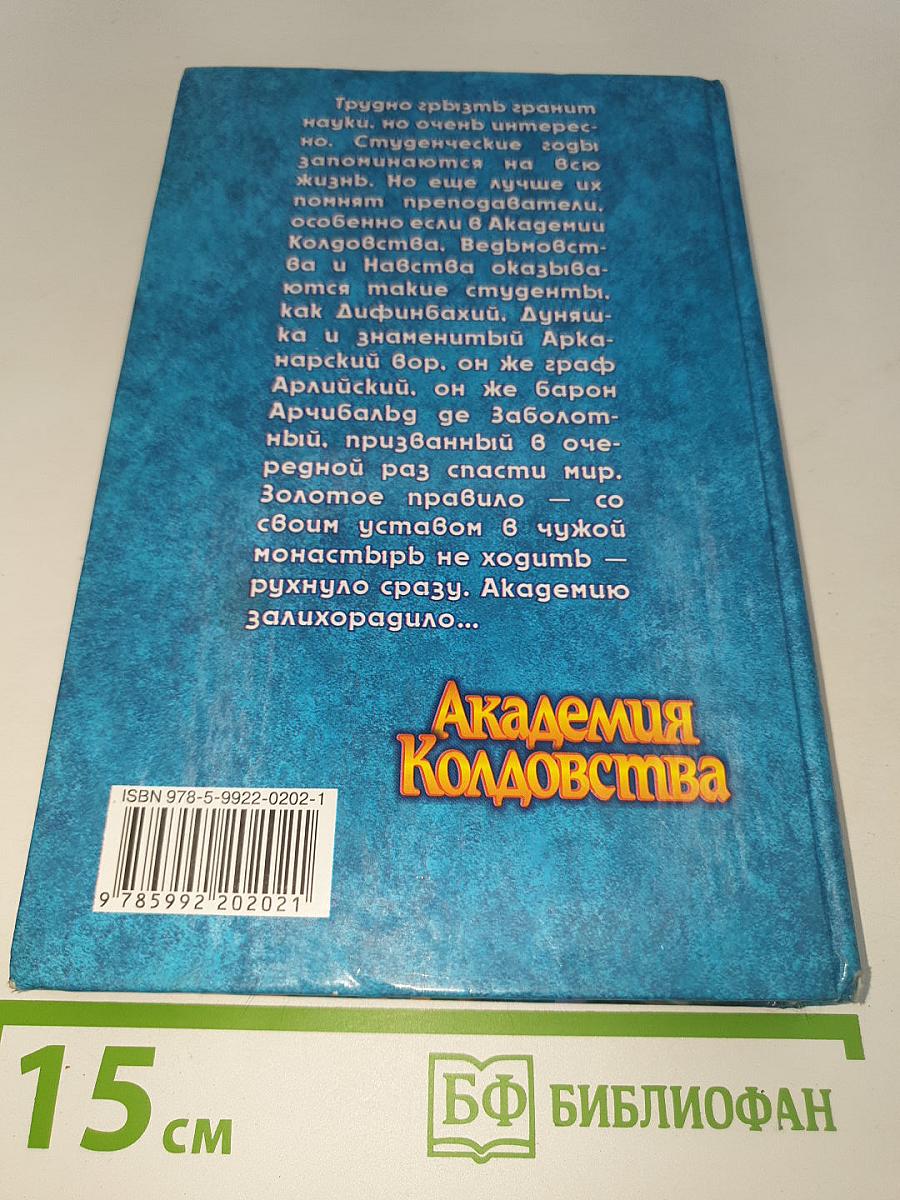 Трудно грызть гранит
науки, но очень интерес-
но. Студенческие годы
запоминаются на всю
жизнь. Но еще лучше их
помнят преподаватели,
особенно если в Академии
Колдовства, Ведьмовст-
ва и Навства оказыва-
ются такие студенты,
как Дифинбахий, Дуняш-
ка и знаменитый Арка-
нарский вор, он же граф
Арлийский, он же барон
Арчибальд де Заболот-
ный, призванный в оче-
редной раз спасти мир.
Золотое правило — со
своим уставом в чужой
монастырь не ходить —
рухнуло сразу. Академию
залихорадило...
Академия
Колдовства
ISBN 978-5-9922-0202-1
9 785992 202021
15 см
БФ БИБЛИОФАН